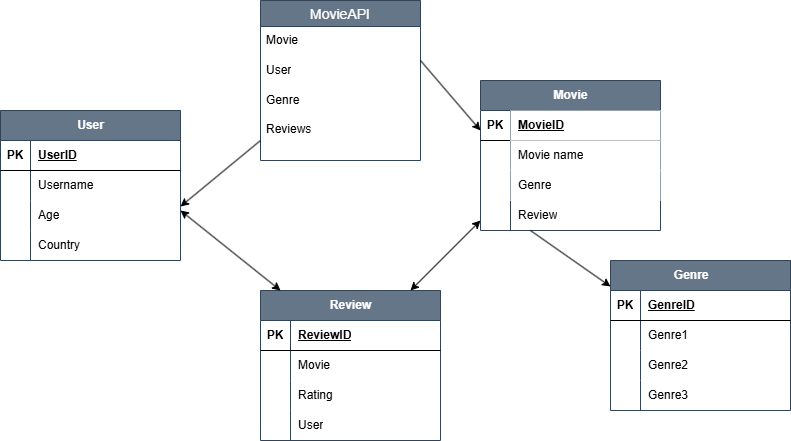 MovieAPI
Movie
User
Genre
Reviews
User
PK UserID
Username
Age
Country
Movie
PK MovieID
Movie name
Genre
Review
Review
PK ReviewID
Movie
Rating
User
Genre
PK GenreID
Genre1
Genre2
Genre3